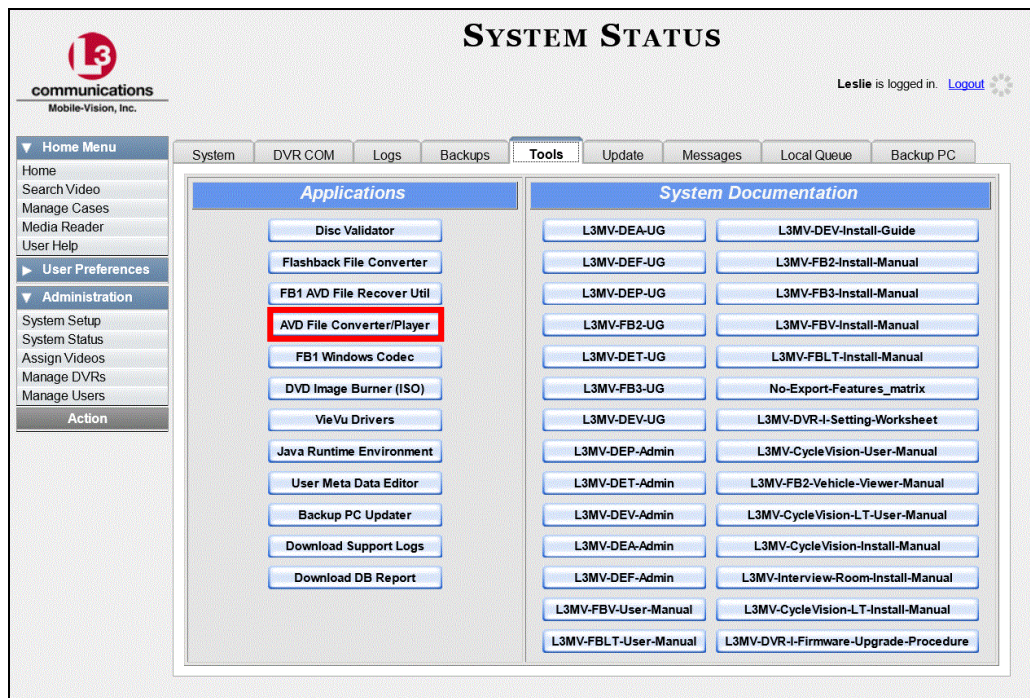 SYSTEM STATUS
L3
communications
Mobile-Vision, Inc.
Leslie is logged in. Logout
▼ Home Menu
Home
Search Video
Manage Cases
Media Reader
User Help
▶ User Preferences
▼ Administration
System Setup
System Status
Assign Videos
Manage DVRs
Manage Users
Action
System DVR COM Logs Backups Tools Update Messages Local Queue Backup PC
Applications
Disc Validator
Flashback File Converter
FB1 AVD File Recover Util
AVD File Converter/Player
FB1 Windows Codec
DVD Image Burner (ISO)
VieVu Drivers
Java Runtime Environment
User Meta Data Editor
Backup PC Updater
Download Support Logs
Download DB Report
System Documentation
L3MV-DEA-UG L3MV-DEV-Install-Guide
L3MV-DEF-UG L3MV-FB2-Install-Manual
L3MV-DEP-UG L3MV-FB3-Install-Manual
L3MV-FB2-UG L3MV-FBV-Install-Manual
L3MV-DET-UG L3MV-FBLT-Install-Manual
L3MV-FB3-UG No-Export-Features_matrix
L3MV-DEV-UG L3MV-DVR-I-Setting-Worksheet
L3MV-DEP-Admin L3MV-CycleVision-User-Manual
L3MV-DET-Admin L3MV-FB2-Vehicle-Viewer-Manual
L3MV-DEV-Admin L3MV-CycleVision-LT-User-Manual
L3MV-DEA-Admin L3MV-CycleVision-Install-Manual
L3MV-DEF-Admin L3MV-Interview-Room-Install-Manual
L3MV-FBV-User-Manual L3MV-CycleVision-LT-Install-Manual
L3MV-FBLT-User-Manual L3MV-DVR-I-Firmware-Upgrade-Procedure